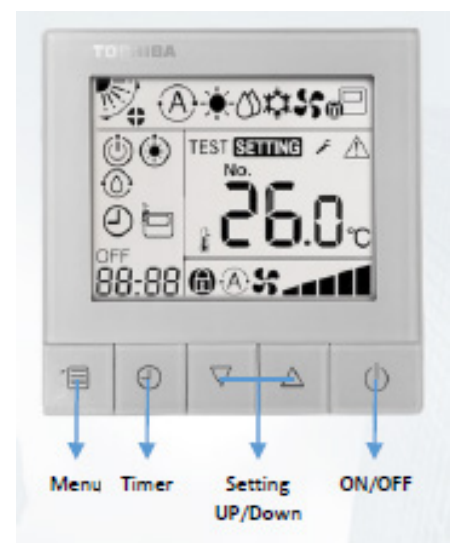 TOSHIBA
A
TEST SETTING
No.
26.0°C
OFF
88:88 A
Menu Timer Setting UP/Down ON/OFF